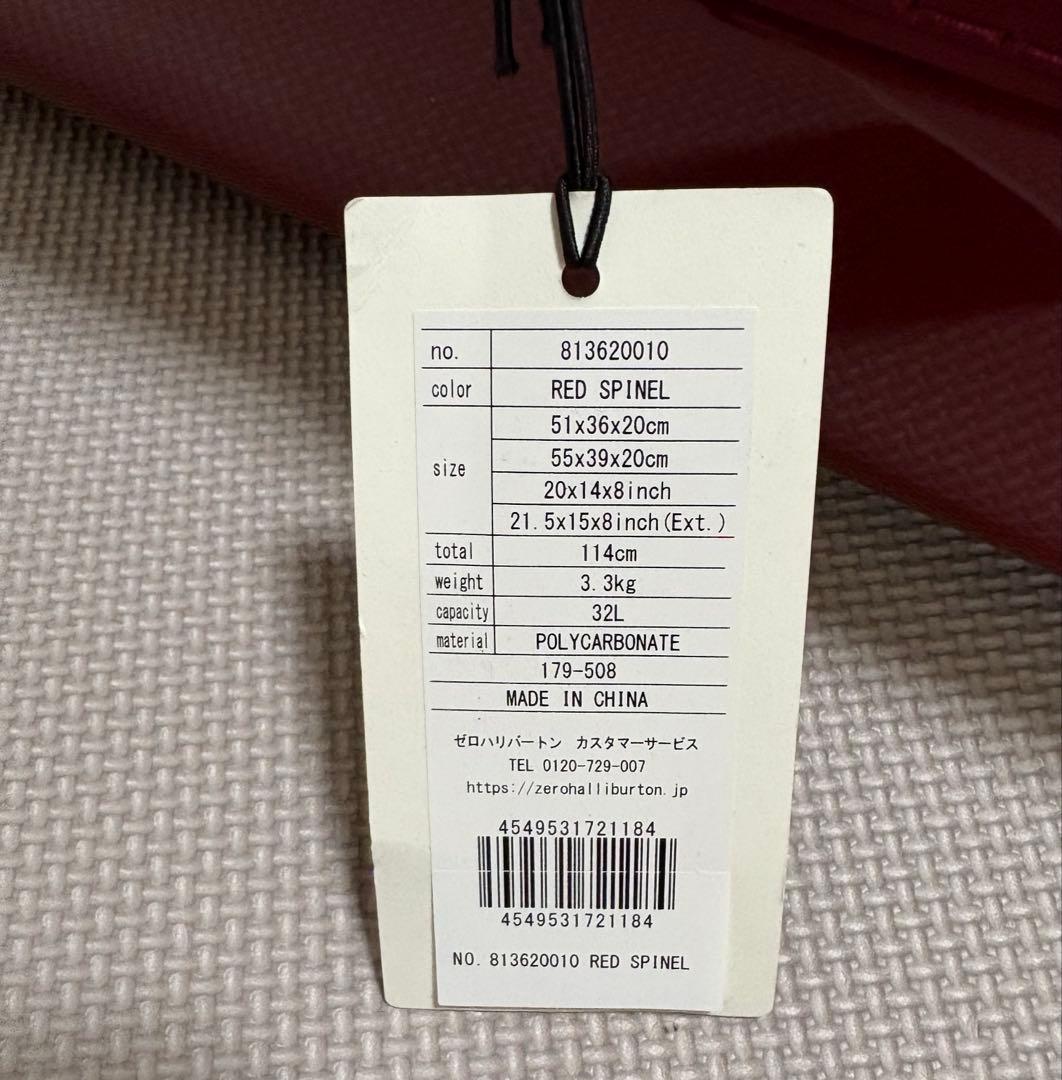 no. 813620010
color RED SPINEL
size 51x36x20cm
55x39x20cm
20x14x8inch
21.5x15x8inch(Ext.)
total 114cm
weight 3.3kg
capacity 32L
material POLYCARBONATE
179-508
MADE IN CHINA
ゼロハリバートン カスタマーサービス
TEL 0120-729-007
https://zerohalliburton.jp
4549531721184
4549531721184
NO. 813620010 RED SPINEL